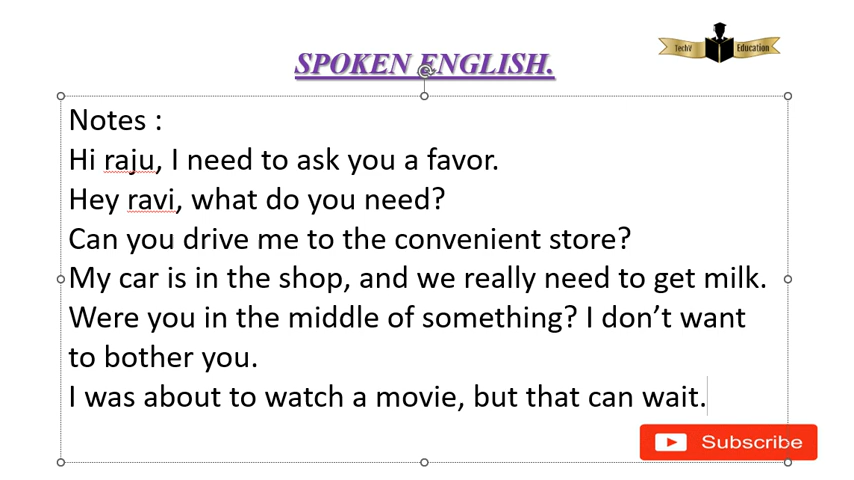 TechV Education
SPOKEN ENGLISH.
Notes :
Hi raju, I need to ask you a favor.
Hey ravi, what do you need?
Can you drive me to the convenient store?
My car is in the shop, and we really need to get milk.
Were you in the middle of something? I don’t want
to bother you.
I was about to watch a movie, but that can wait.
Subscribe